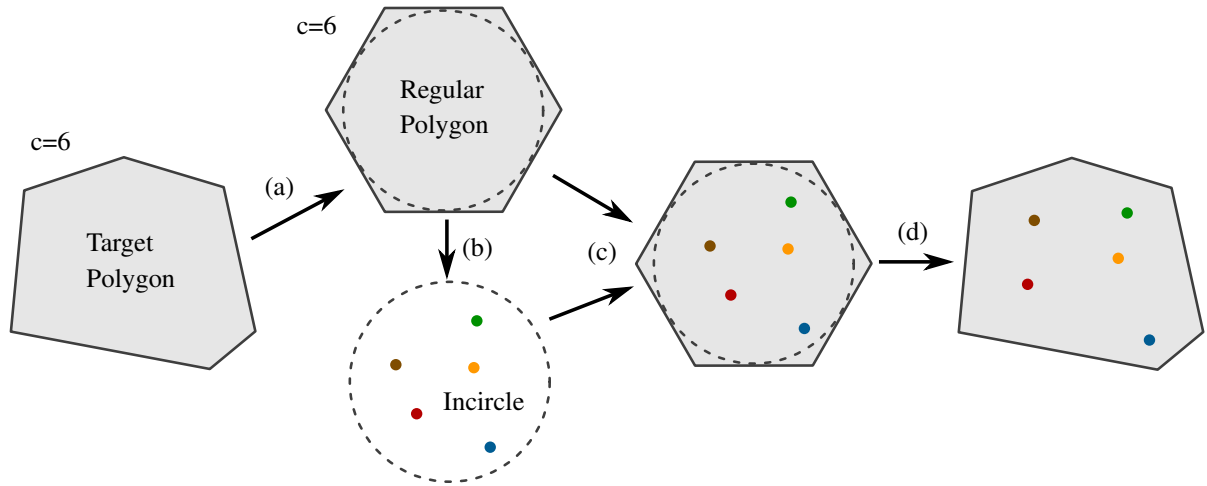 c=6
Regular
Polygon
c=6
Target
Polygon
(a)
(b)
Incircle
(c)
(d)